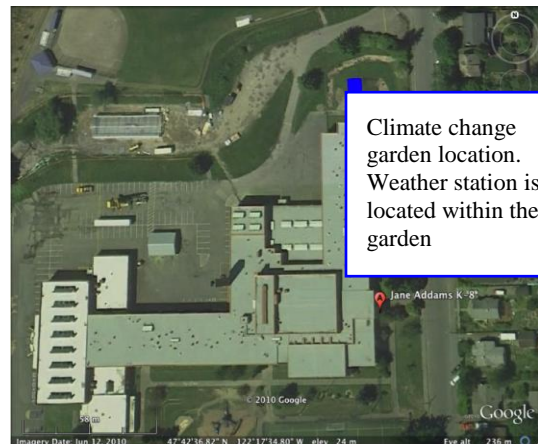 N
Climate change
garden location.
Weather station is
located within the
garden
Jane Addams K-'8'
© 2010 Google
58 m
Google
Imagery Date: Jun 12, 2010 47°42'36.82" N 122°17'34.80" W elev 24 m Eye alt 236 m